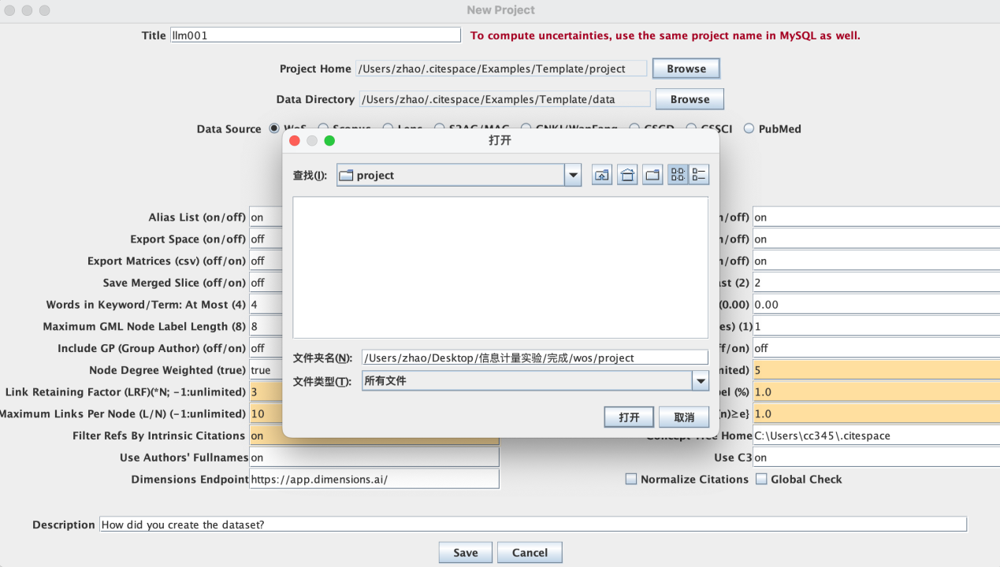 New Project
Title llm001 To compute uncertainties, use the same project name in MySQL as well.
Project Home /Users/zhao/.citespace/Examples/Template/project Browse
Data Directory /Users/zhao/.citespace/Examples/Template/data Browse
Data Source WoS Scopus Lens S2AG/MAG CNKI/WanFang CSCD CSSCI PubMed
打开
查找(I): project
文件夹名(N): /Users/zhao/Desktop/信息计量实验/完成/wos/project
文件类型(T): 所有文件
打开 取消
Alias List (on/off) on n/off) on
Export Space (on/off) off n/off) on
Export Matrices (csv) (off/on) off n/off) on
Save Merged Slice (off/on) off ast (2) 2
Words in Keyword/Term: At Most (4) 4 (0.00) 0.00
Maximum GML Node Label Length (8) 8 es) (1) 1
Include GP (Group Author) (off/on) off ff/on) off
Node Degree Weighted (true) true mited) 5
Link Retaining Factor (LRF)(*N; -1:unlimited) 3 bel (%) 1.0
Maximum Links Per Node (L/N) (-1:unlimited) 10 (n)≥e} 1.0
Filter Refs By Intrinsic Citations on Concept Tree Home C:\Users\cc345\.citespace
Use Authors' Fullnames on Use C3 on
Dimensions Endpoint https://app.dimensions.ai/ Normalize Citations Global Check
Description How did you create the dataset?
Save Cancel